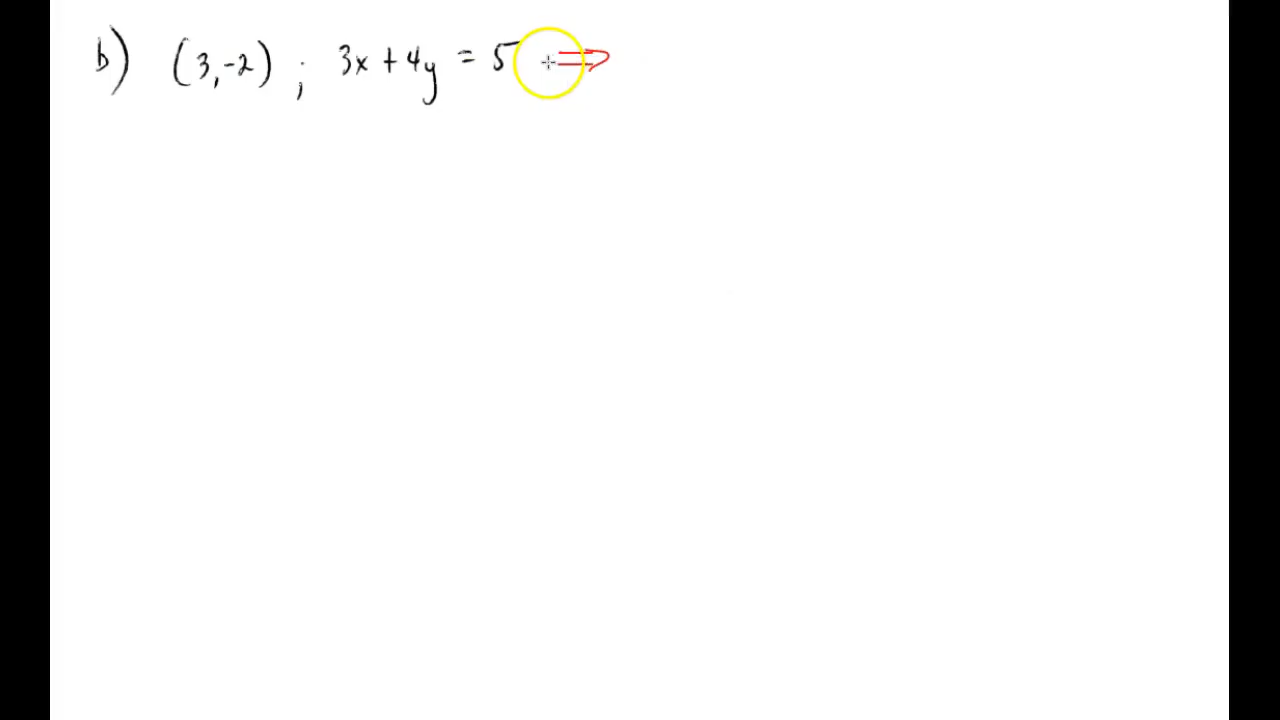 b) (3,-2) ; 3x + 4y = 5 ⇒